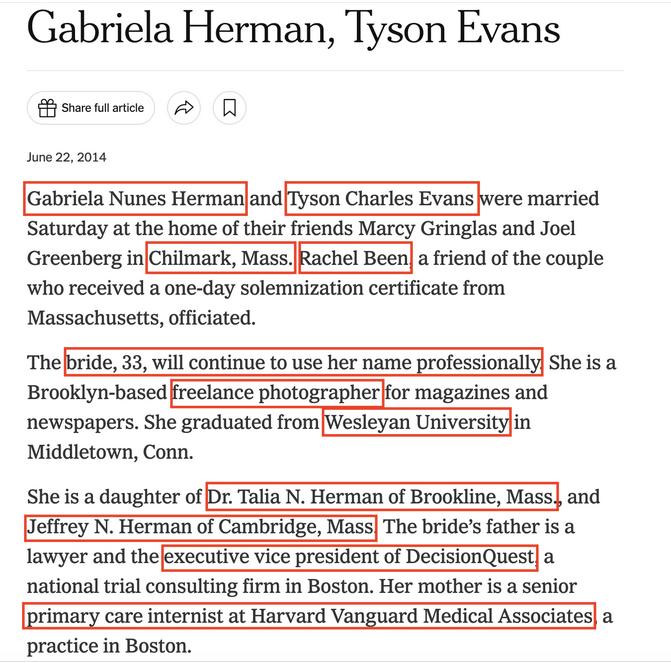 Gabriela Herman, Tyson Evans
Share full article
June 22, 2014
Gabriela Nunes Herman and Tyson Charles Evans were married
Saturday at the home of their friends Marcy Gringlas and Joel
Greenberg in Chilmark, Mass. Rachel Been, a friend of the couple
who received a one-day solemnization certificate from
Massachusetts, officiated.
The bride, 33, will continue to use her name professionally. She is a
Brooklyn-based freelance photographer for magazines and
newspapers. She graduated from Wesleyan University in
Middletown, Conn.
She is a daughter of Dr. Talia N. Herman of Brookline, Mass., and
Jeffrey N. Herman of Cambridge, Mass. The bride’s father is a
lawyer and the executive vice president of DecisionQuest, a
national trial consulting firm in Boston. Her mother is a senior
primary care internist at Harvard Vanguard Medical Associates, a
practice in Boston.